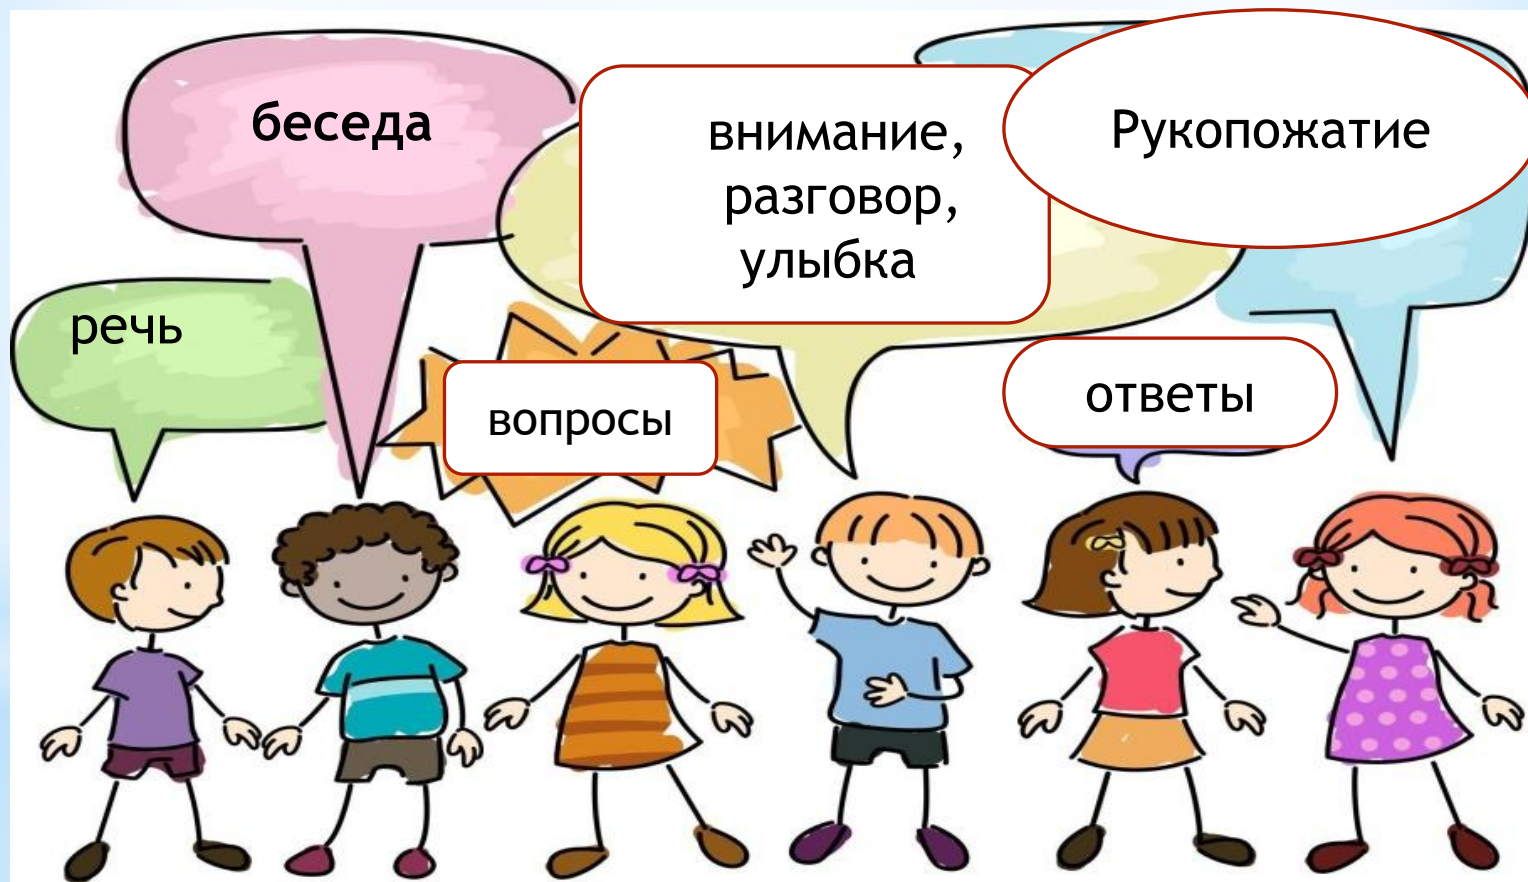 беседа
внимание,
разговор,
улыбка
Рукопожатие
речь
вопросы
ответы